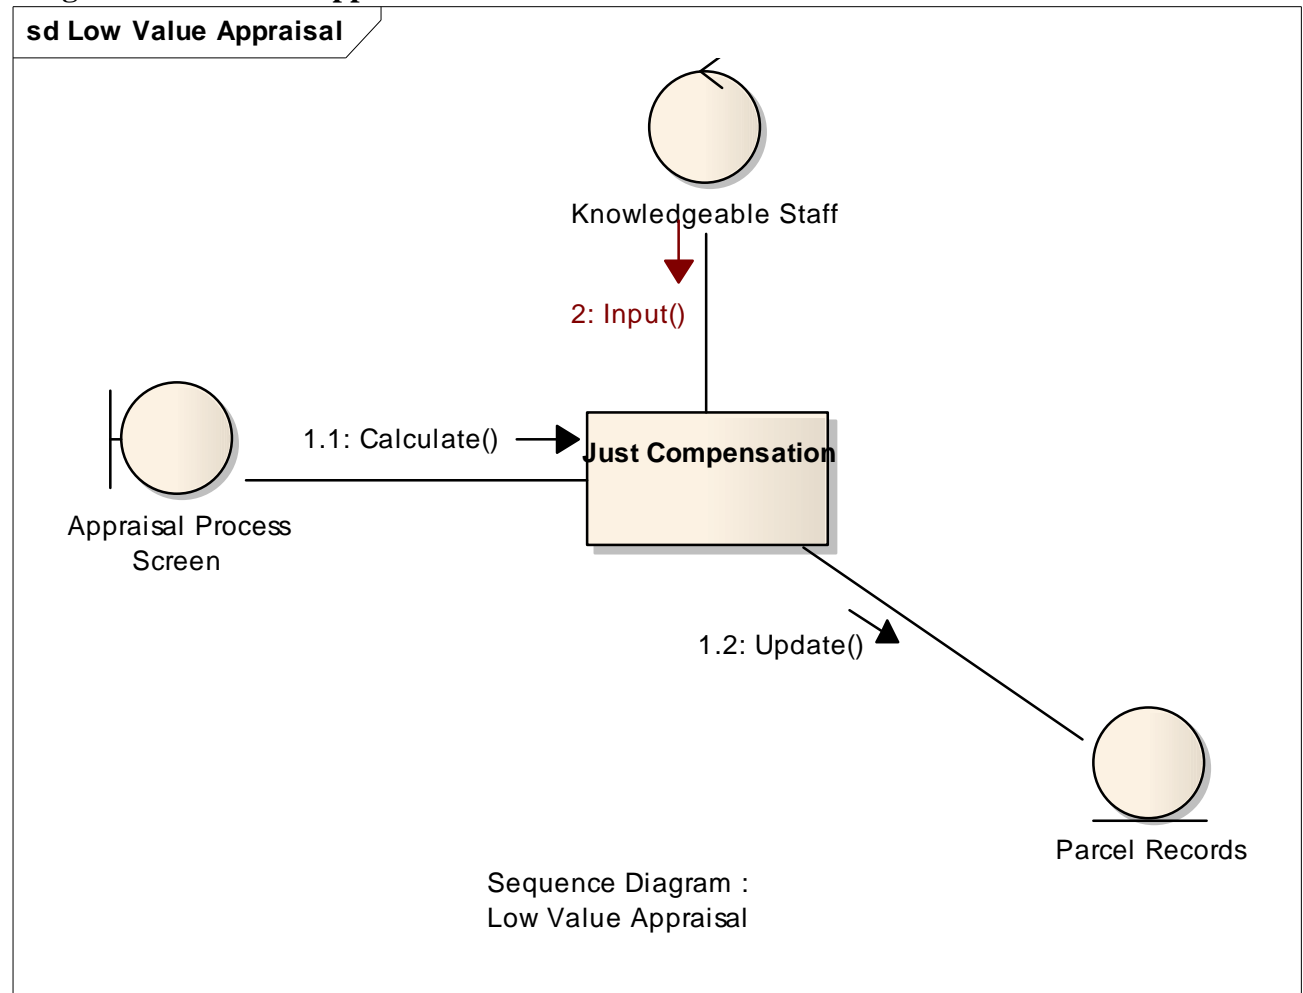 sd Low Value Appraisal
Knowledgeable Staff
2: Input()
1.1: Calculate()
Just Compensation
Appraisal Process
Screen
1.2: Update()
Parcel Records
Sequence Diagram :
Low Value Appraisal